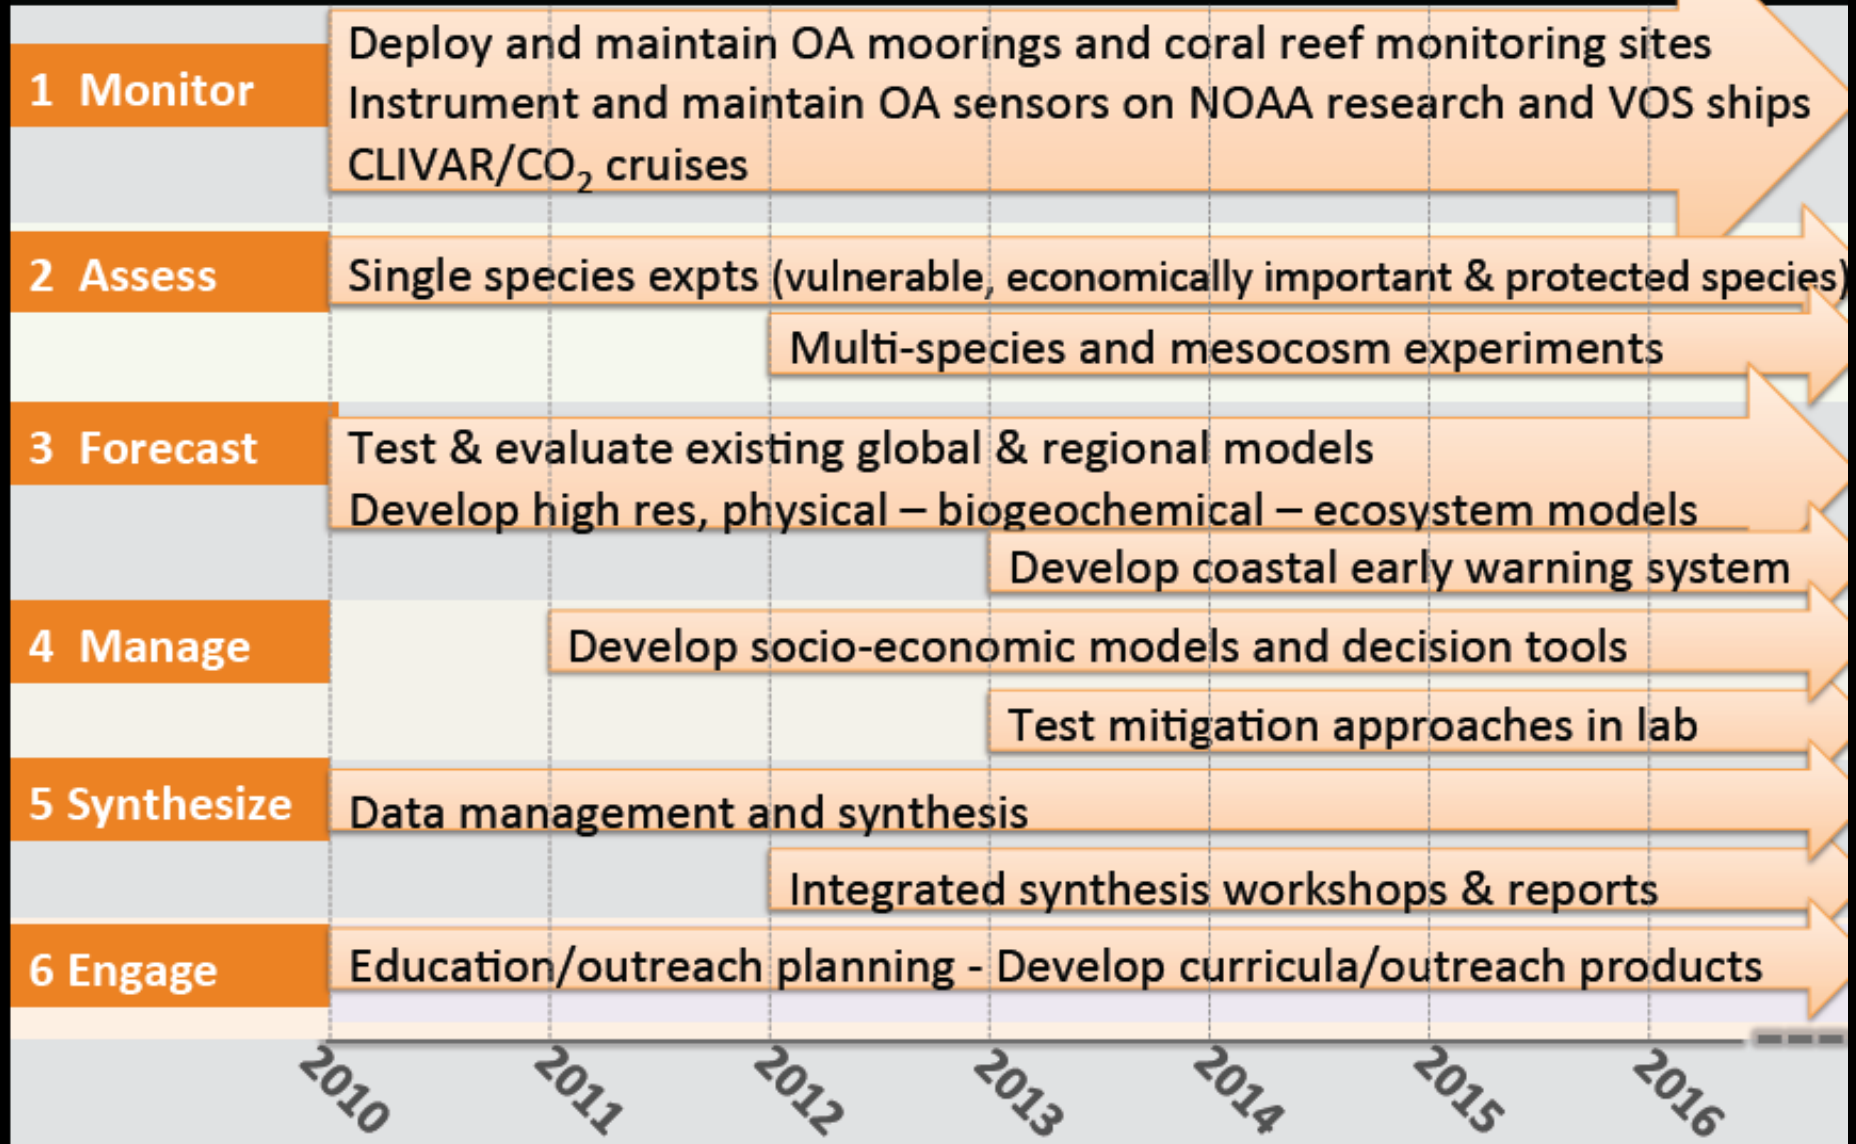 1 Monitor
Deploy and maintain OA moorings and coral reef monitoring sites
Instrument and maintain OA sensors on NOAA research and VOS ships
CLIVAR/CO₂ cruises
2 Assess
Single species expts (vulnerable, economically important & protected species)
Multi-species and mesocosm experiments
3 Forecast
Test & evaluate existing global & regional models
Develop high res, physical – biogeochemical – ecosystem models
Develop coastal early warning system
4 Manage
Develop socio-economic models and decision tools
Test mitigation approaches in lab
5 Synthesize
Data management and synthesis
Integrated synthesis workshops & reports
6 Engage
Education/outreach planning - Develop curricula/outreach products
2010 2011 2012 2013 2014 2015 2016